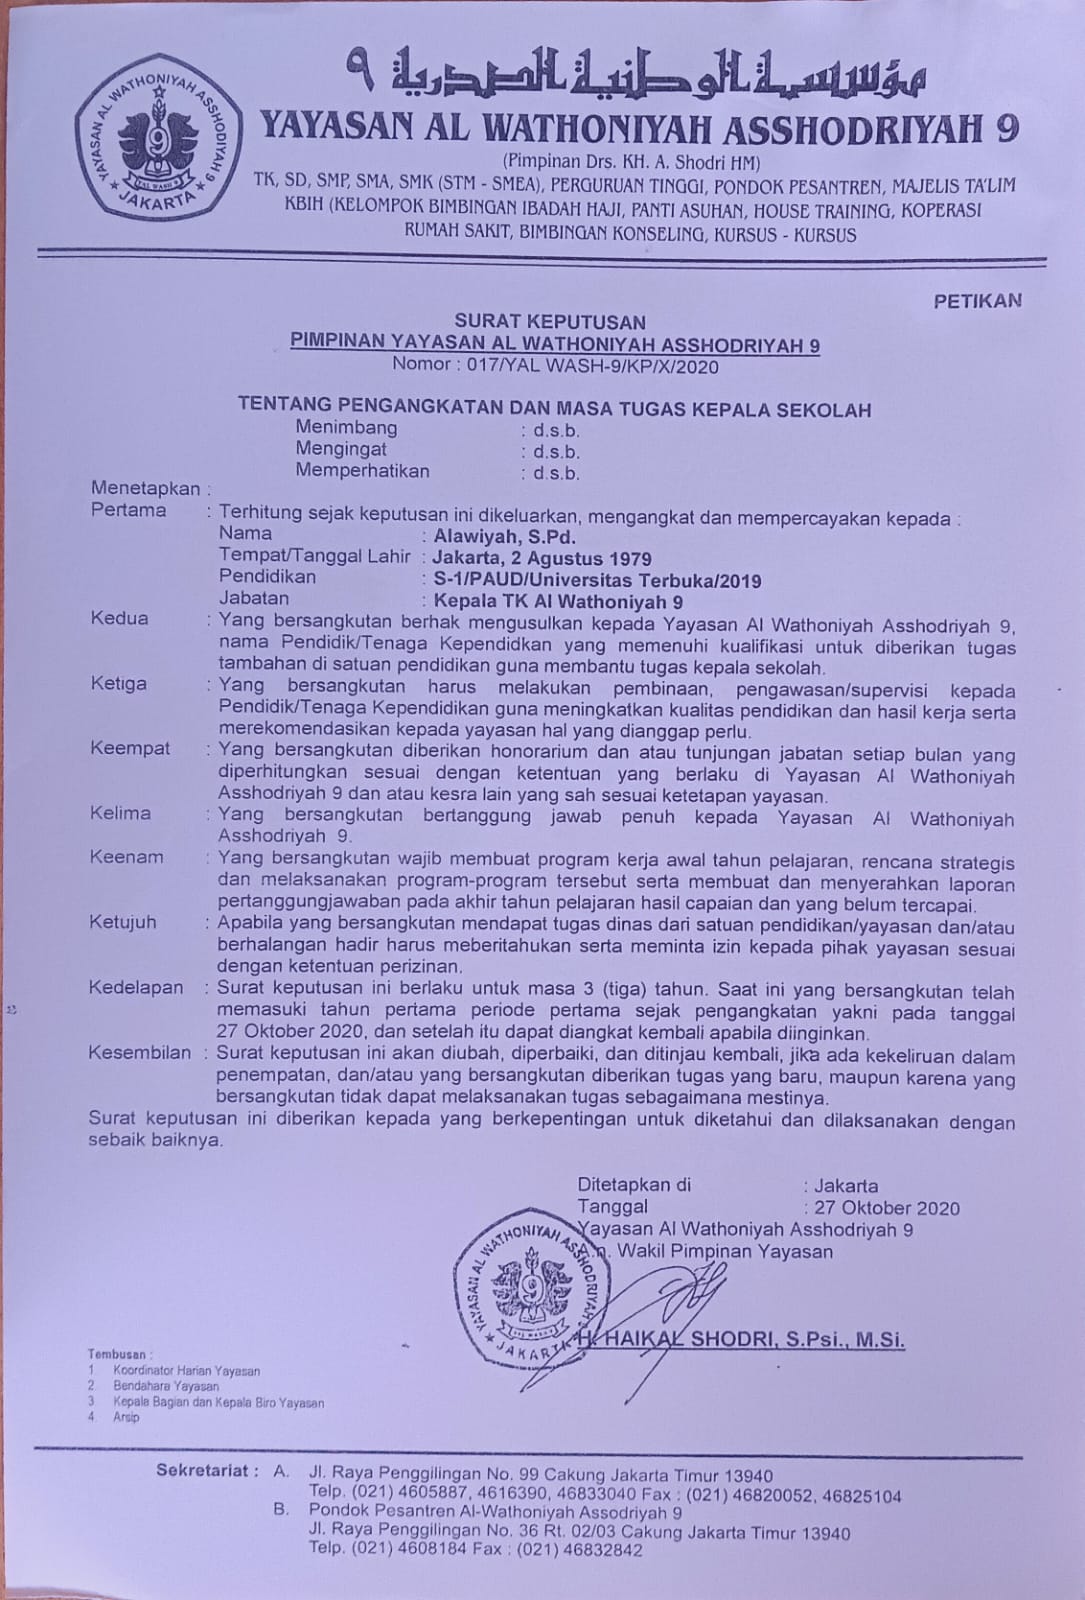 مؤسسة الوطنية الصدرية ٩
YAYASAN AL WATHONIYAH ASSHODRIYAH 9
(Pimpinan Drs. KH. A. Shodri HM)
TK, SD, SMP, SMA, SMK (STM - SMEA), PERGURUAN TINGGI, PONDOK PESANTREN, MAJELIS TA'LIM
KBIH (KELOMPOK BIMBINGAN IBADAH HAJI, PANTI ASUHAN, HOUSE TRAINING, KOPERASI
RUMAH SAKIT, BIMBINGAN KONSELING, KURSUS - KURSUS
YAYASAN AL WATHONIYAH ASSHODIYAH 9
9
YAL WASH 9
JAKARTA
PETIKAN
SURAT KEPUTUSAN
PIMPINAN YAYASAN AL WATHONIYAH ASSHODRIYAH 9
Nomor : 017/YAL WASH-9/KP/X/2020
TENTANG PENGANGKATAN DAN MASA TUGAS KEPALA SEKOLAH
Menimbang : d.s.b.
Mengingat : d.s.b.
Memperhatikan : d.s.b.
Menetapkan :
Pertama : Terhitung sejak keputusan ini dikeluarkan, mengangkat dan mempercayakan kepada :
Nama : Alawiyah, S.Pd.
Tempat/Tanggal Lahir : Jakarta, 2 Agustus 1979
Pendidikan : S-1/PAUD/Universitas Terbuka/2019
Jabatan : Kepala TK Al Wathoniyah 9
Kedua : Yang bersangkutan berhak mengusulkan kepada Yayasan Al Wathoniyah Asshodriyah 9,
nama Pendidik/Tenaga Kependidkan yang memenuhi kualifikasi untuk diberikan tugas
tambahan di satuan pendidikan guna membantu tugas kepala sekolah.
Ketiga : Yang bersangkutan harus melakukan pembinaan, pengawasan/supervisi kepada
Pendidik/Tenaga Kependidikan guna meningkatkan kualitas pendidikan dan hasil kerja serta
merekomendasikan kepada yayasan hal yang dianggap perlu.
Keempat : Yang bersangkutan diberikan honorarium dan atau tunjungan jabatan setiap bulan yang
diperhitungkan sesuai dengan ketentuan yang berlaku di Yayasan Al Wathoniyah
Asshodriyah 9 dan atau kesra lain yang sah sesuai ketetapan yayasan.
Kelima : Yang bersangkutan bertanggung jawab penuh kepada Yayasan Al Wathoniyah
Asshodriyah 9.
Keenam : Yang bersangkutan wajib membuat program kerja awal tahun pelajaran, rencana strategis
dan melaksanakan program-program tersebut serta membuat dan menyerahkan laporan
pertanggungjawaban pada akhir tahun pelajaran hasil capaian dan yang belum tercapai.
Ketujuh : Apabila yang bersangkutan mendapat tugas dinas dari satuan pendidikan/yayasan dan/atau
berhalangan hadir harus meberitahukan serta meminta izin kepada pihak yayasan sesuai
dengan ketentuan perizinan.
Kedelapan : Surat keputusan ini berlaku untuk masa 3 (tiga) tahun. Saat ini yang bersangkutan telah
memasuki tahun pertama periode pertama sejak pengangkatan yakni pada tanggal
27 Oktober 2020, dan setelah itu dapat diangkat kembali apabila diinginkan.
Kesembilan : Surat keputusan ini akan diubah, diperbaiki, dan ditinjau kembali, jika ada kekeliruan dalam
penempatan, dan/atau yang bersangkutan diberikan tugas yang baru, maupun karena yang
bersangkutan tidak dapat melaksanakan tugas sebagaimana mestinya.
Surat keputusan ini diberikan kepada yang berkepentingan untuk diketahui dan dilaksanakan dengan
sebaik baiknya.
Ditetapkan di : Jakarta
Tanggal : 27 Oktober 2020
Yayasan Al Wathoniyah Asshodriyah 9
.n. Wakil Pimpinan Yayasan
YAYASAN AL WATHONIYAH ASSHODRIYAH
9
YAL WASH 9
JAKARTA
H. HAIKAL SHODRI, S.Psi., M.Si.
Tembusan :
1 Koordinator Harian Yayasan
2 Bendahara Yayasan
3 Kepala Bagian dan Kepala Biro Yayasan
4 Arsip
Sekretariat : A. Jl. Raya Penggilingan No. 99 Cakung Jakarta Timur 13940
Telp. (021) 4605887, 4616390, 46833040 Fax : (021) 46820052, 46825104
B. Pondok Pesantren Al-Wathoniyah Assodriyah 9
Jl. Raya Penggilingan No. 36 Rt. 02/03 Cakung Jakarta Timur 13940
Telp. (021) 4608184 Fax : (021) 46832842